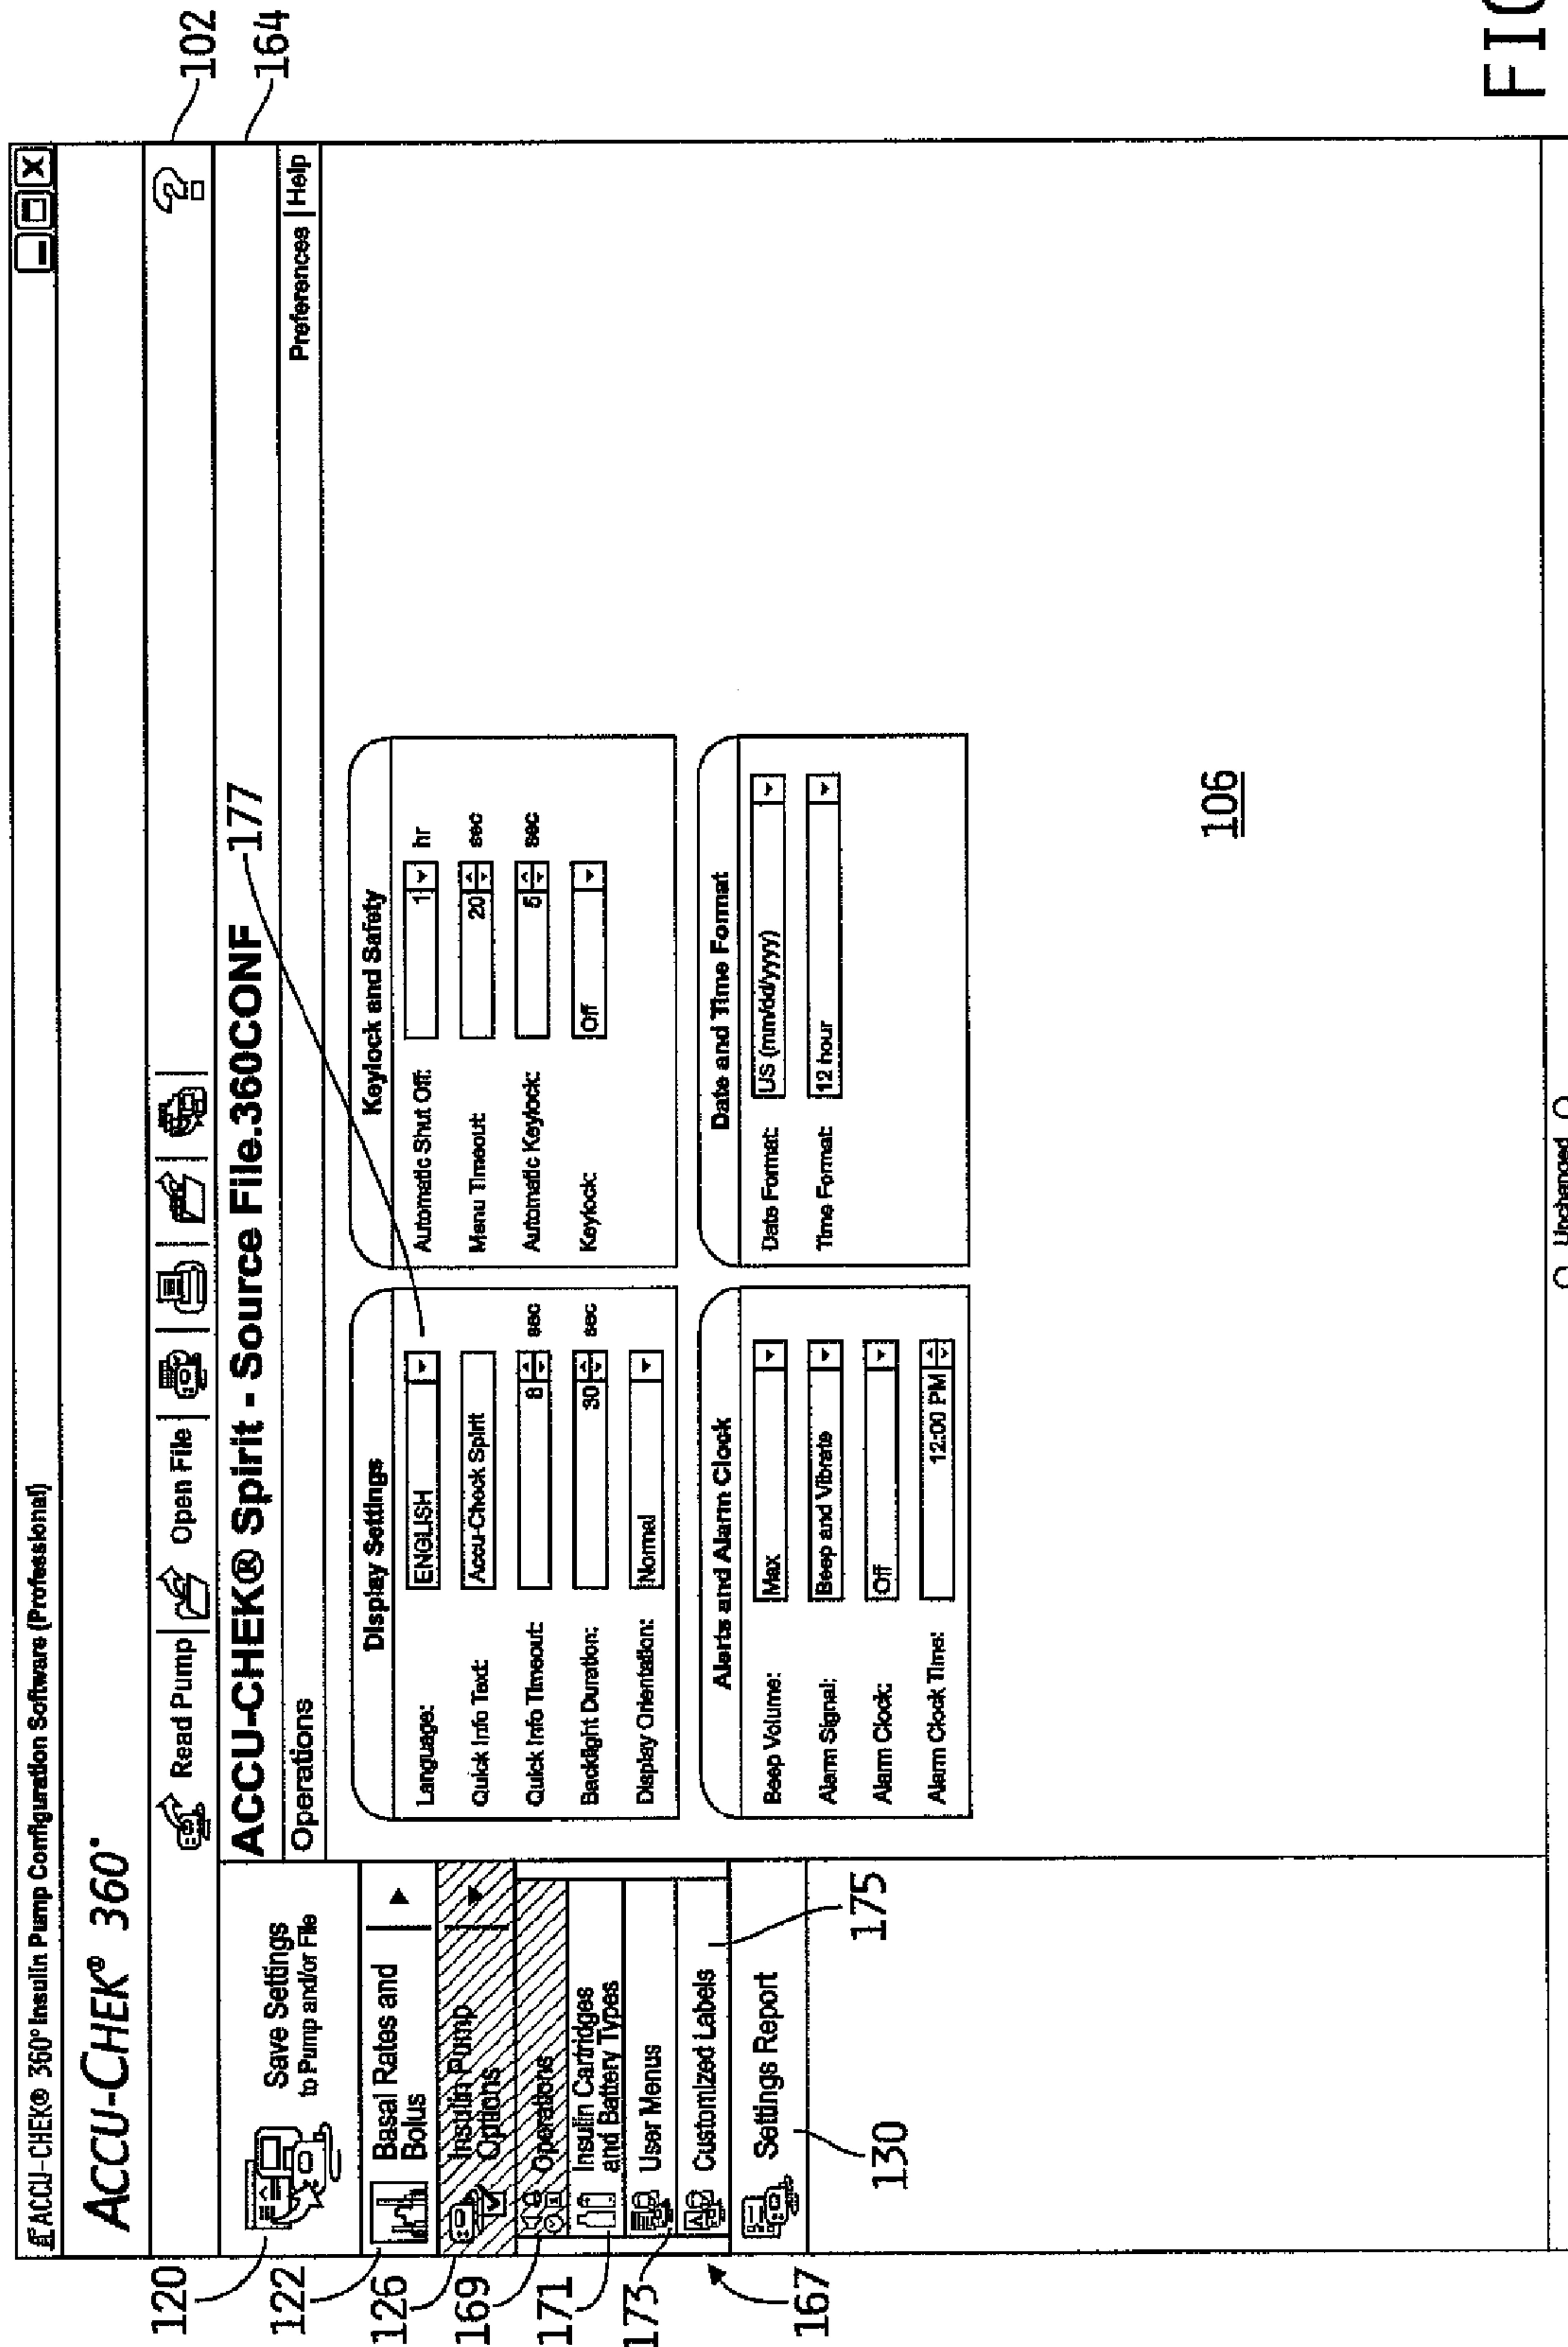 ACCU-CHEK® 360° Insulin Pump Configuration Software (Professional)
ACCU-CHEK® 360°
Read Pump
Open File
102
164
120
Save Settings
to Pump and/or File
ACCU-CHEK® Spirit - Source File.360CONF
177
Operations
Preferences
Help
122
Basal Rates and
Bolus
126
Insulin Pump
Options
169
Operations
171
Insulin Cartridges
and Battery Types
173
User Menus
Customized Labels
175
167
Settings Report
130
Display Settings
Language:
ENGLISH
Quick Info Text:
Accu-Check Spirit
Quick Info Timeout:
8
sec
Backlight Duration:
30
sec
Display Orientation:
Normal
Keylock and Safety
Automatic Shut Off:
1
hr
Menu Timeout:
20
sec
Automatic Keylock:
5
sec
Keylock:
Off
Alerts and Alarm Clock
Beep Volume:
Max
Alarm Signal:
Beep and Vibrate
Alarm Clock:
Off
Alarm Clock Time:
12:00 PM
Date and Time Format
Date Format:
US (mm/dd/yyyy)
Time Format:
12 hour
106
Unchanged